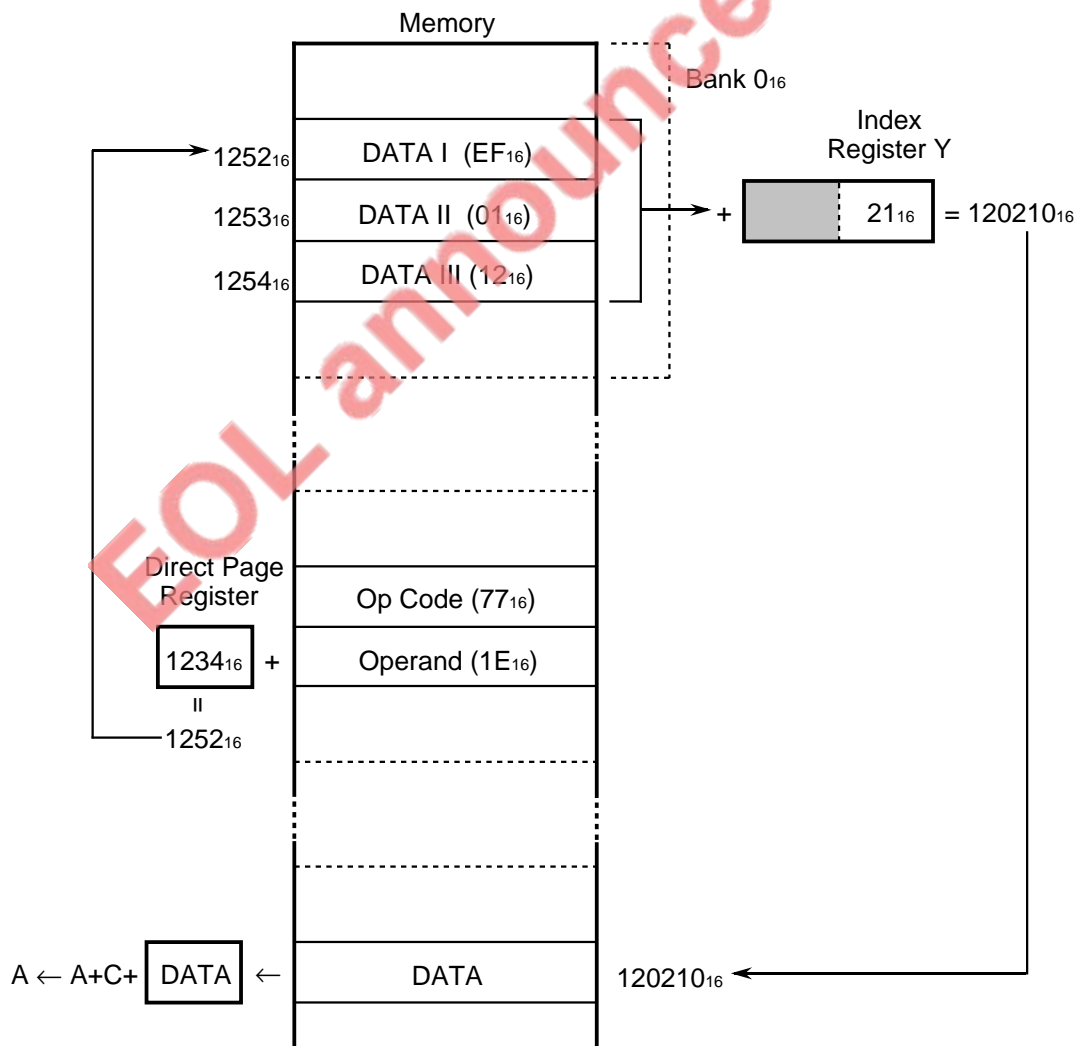 Memory
Bank 0₁₆
Index
Register Y
1252₁₆
DATA I (EF₁₆)
1253₁₆
DATA II (01₁₆)
+
21₁₆
= 120210₁₆
1254₁₆
DATA III (12₁₆)
Direct Page
Register
Op Code (77₁₆)
1234₁₆
+
Operand (1E₁₆)
=
1252₁₆
A ← A+C+
DATA
←
DATA
120210₁₆
EOL announce